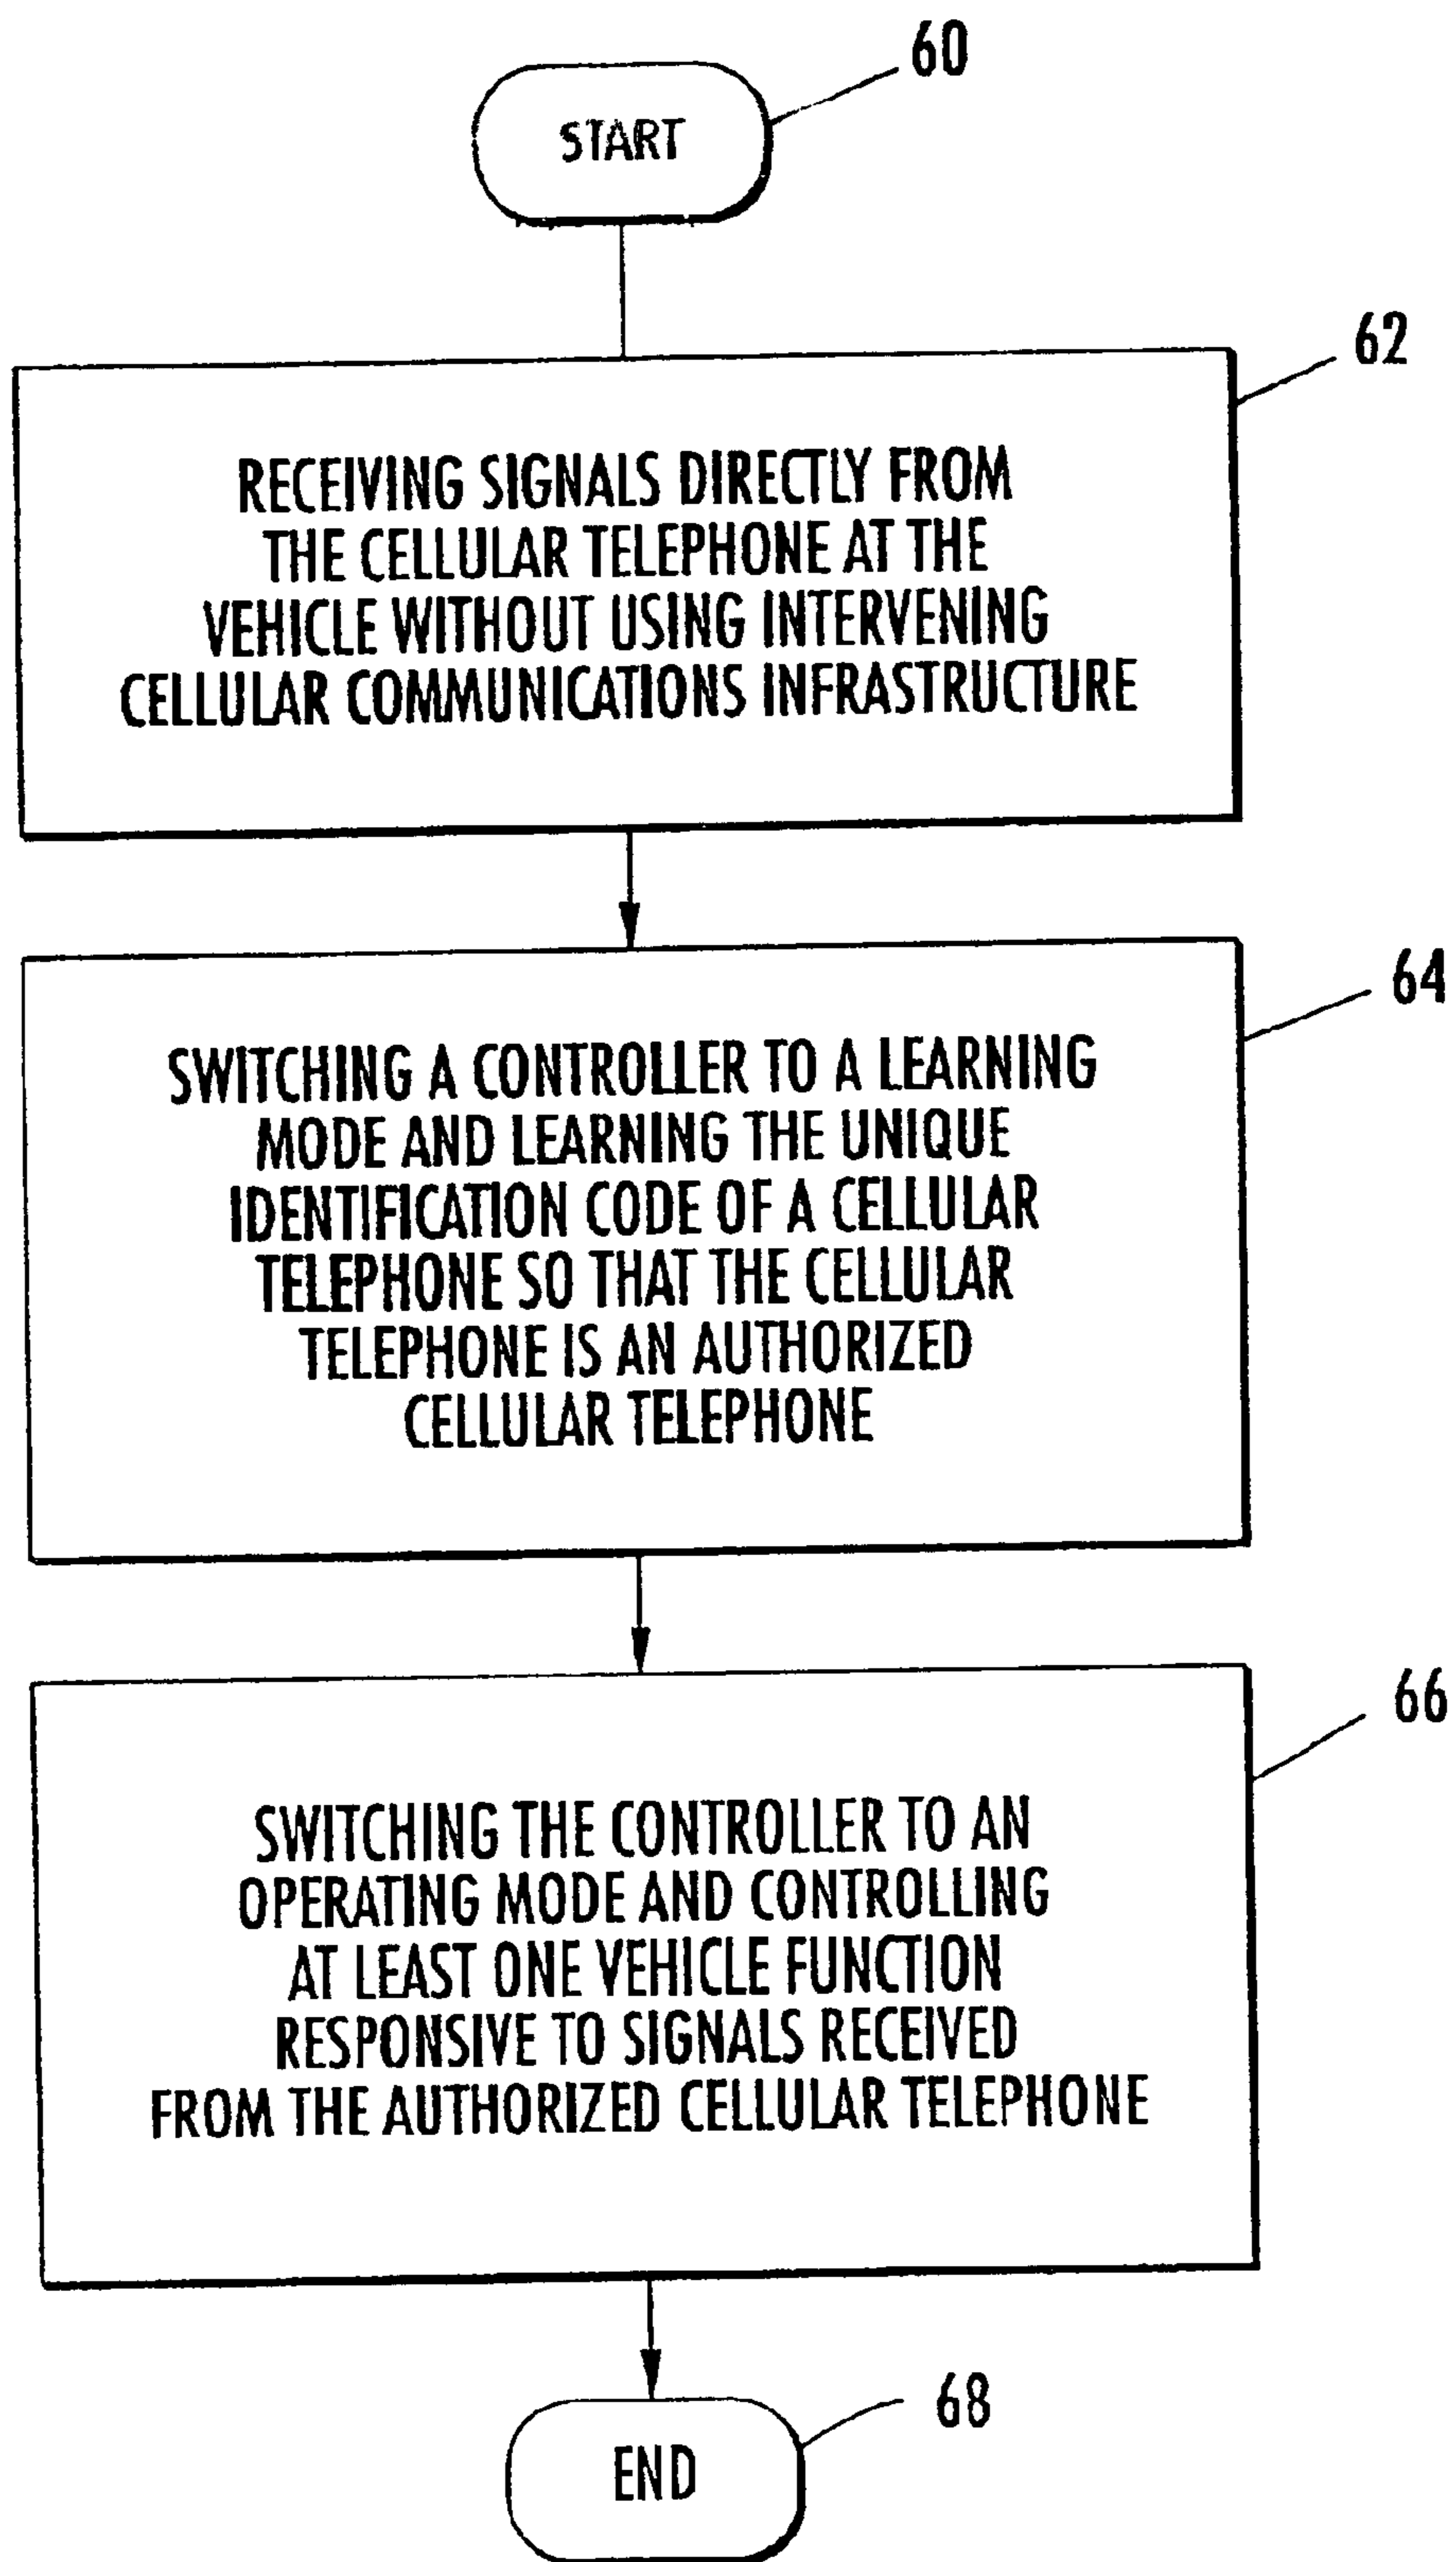 60
START
62
RECEIVING SIGNALS DIRECTLY FROM
THE CELLULAR TELEPHONE AT THE
VEHICLE WITHOUT USING INTERVENING
CELLULAR COMMUNICATIONS INFRASTRUCTURE
64
SWITCHING A CONTROLLER TO A LEARNING
MODE AND LEARNING THE UNIQUE
IDENTIFICATION CODE OF A CELLULAR
TELEPHONE SO THAT THE CELLULAR
TELEPHONE IS AN AUTHORIZED
CELLULAR TELEPHONE
66
SWITCHING THE CONTROLLER TO AN
OPERATING MODE AND CONTROLLING
AT LEAST ONE VEHICLE FUNCTION
RESPONSIVE TO SIGNALS RECEIVED
FROM THE AUTHORIZED CELLULAR TELEPHONE
68
END